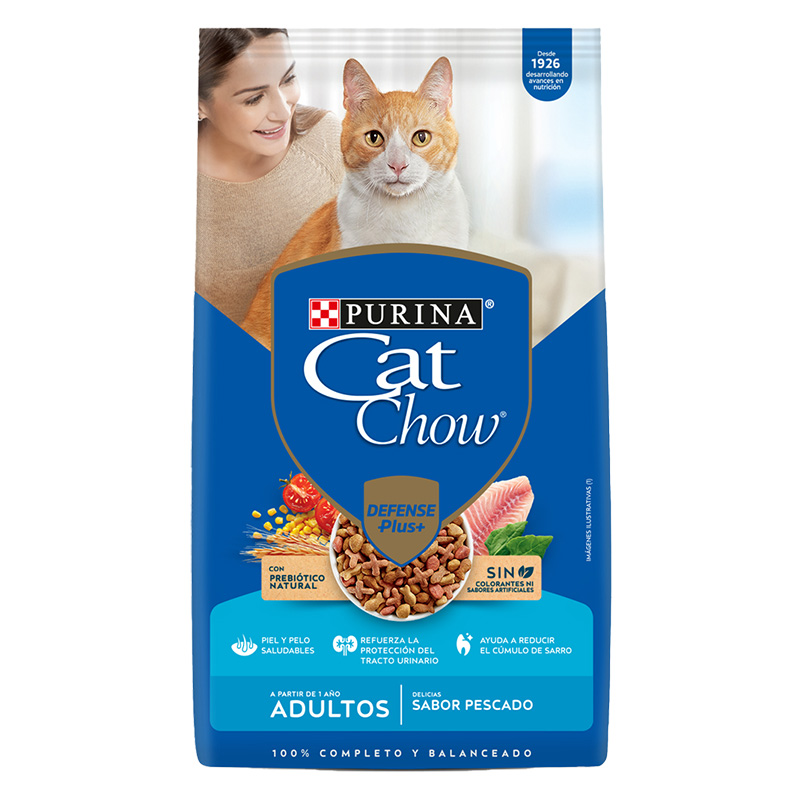 Desde
1926
desarrollando
avances en
nutrición
PURINA®
Cat
Chow®
DEFENSE
Plus+
IMÁGENES ILUSTRATIVAS (1)
CON
PREBIÓTICO
NATURAL
SIN
COLORANTES NI
SABORES ARTIFICIALES
PIEL Y PELO
SALUDABLES
REFUERZA LA
PROTECCIÓN DEL
TRACTO URINARIO
AYUDA A REDUCIR
EL CÚMULO DE SARRO
A PARTIR DE 1 AÑO
ADULTOS
DELICIAS
SABOR PESCADO
100% COMPLETO Y BALANCEADO